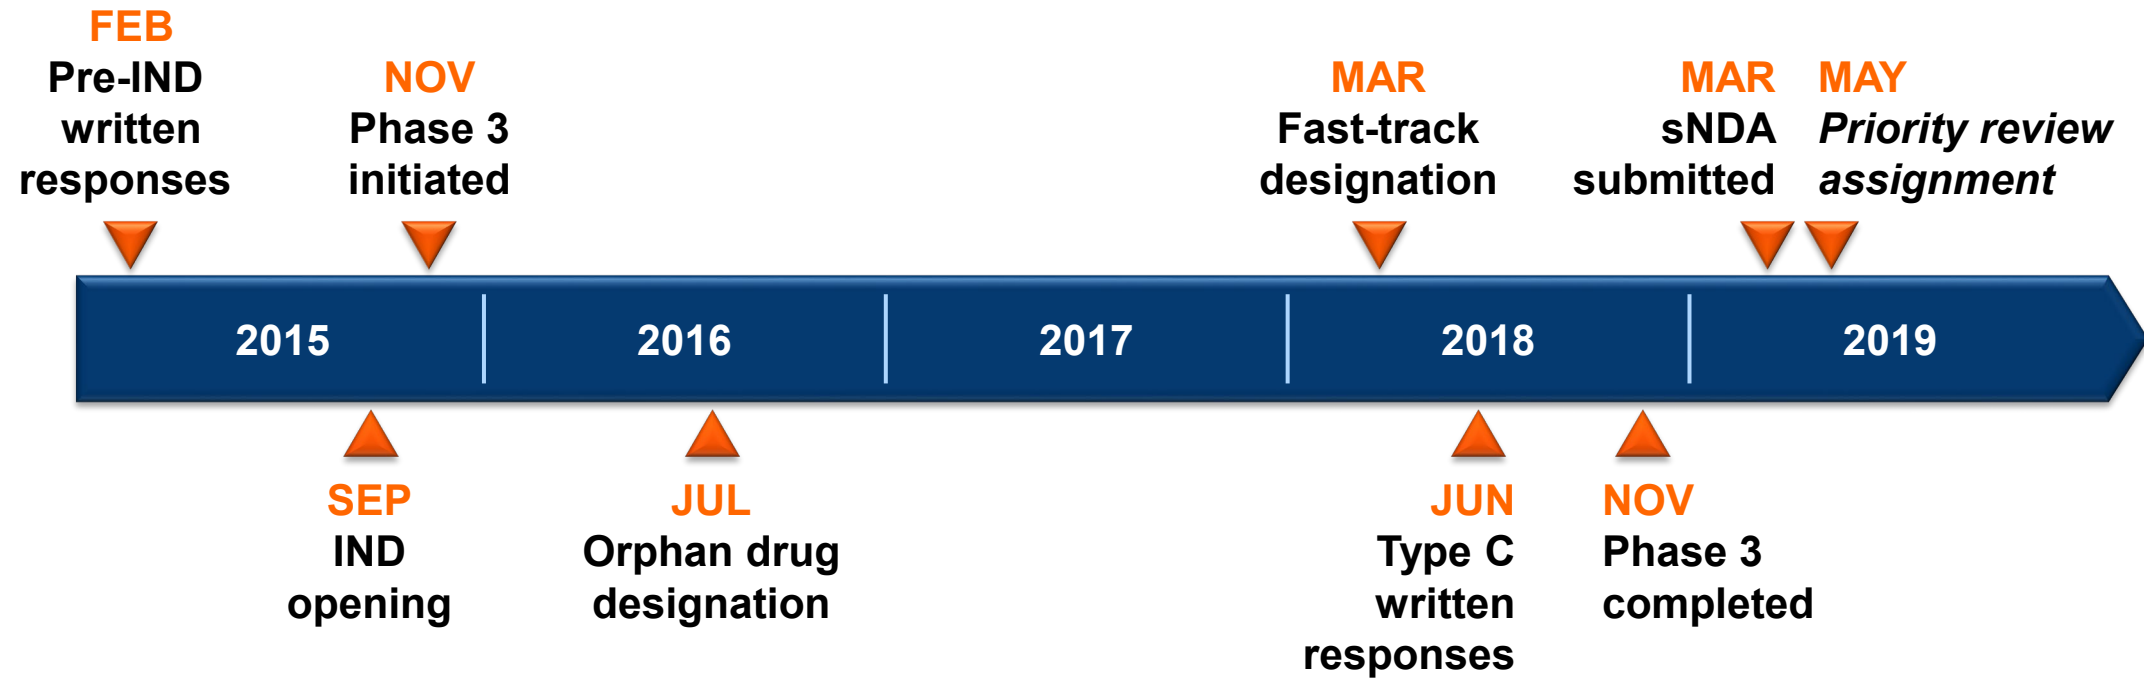 FEB
Pre-IND
written
responses
NOV
Phase 3
initiated
MAR
Fast-track
designation
MAR
sNDA
submitted
MAY
Priority review
assignment
2015
2016
2017
2018
2019
SEP
IND
opening
JUL
Orphan drug
designation
JUN
Type C
written
responses
NOV
Phase 3
completed